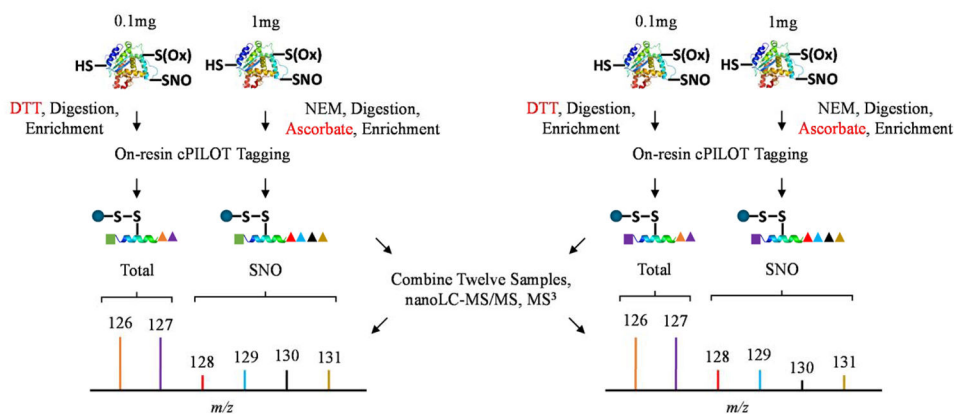 0.1mg
1mg
HS
S(Ox)
SNO
HS
S(Ox)
SNO
DTT, Digestion,
Enrichment
NEM, Digestion,
Ascorbate, Enrichment
On-resin cPILOT Tagging
S–S
S–S
Total
SNO
126
127
128
129
130
131
m/z
Combine Twelve Samples,
nanoLC-MS/MS, MS³
0.1mg
1mg
HS
S(Ox)
SNO
HS
S(Ox)
SNO
DTT, Digestion,
Enrichment
NEM, Digestion,
Ascorbate, Enrichment
On-resin cPILOT Tagging
S–S
S–S
Total
SNO
126
127
128
129
130
131
m/z